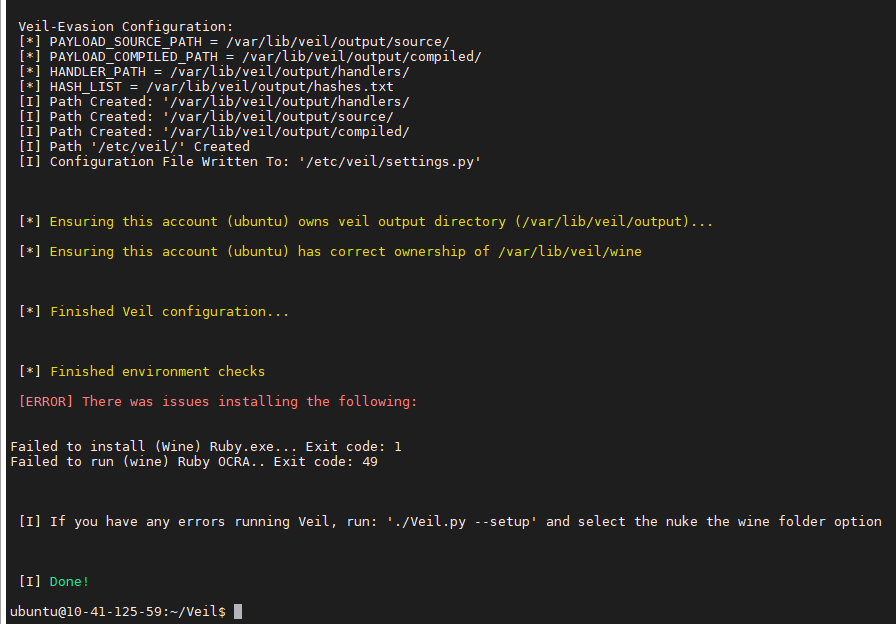 Veil-Evasion Configuration:
[*] PAYLOAD_SOURCE_PATH = /var/lib/veil/output/source/
[*] PAYLOAD_COMPILED_PATH = /var/lib/veil/output/compiled/
[*] HANDLER_PATH = /var/lib/veil/output/handlers/
[*] HASH_LIST = /var/lib/veil/output/hashes.txt
[I] Path Created: '/var/lib/veil/output/handlers/
[I] Path Created: '/var/lib/veil/output/source/
[I] Path Created: '/var/lib/veil/output/compiled/
[I] Path '/etc/veil/' Created
[I] Configuration File Written To: '/etc/veil/settings.py'
[*] Ensuring this account (ubuntu) owns veil output directory (/var/lib/veil/output)...
[*] Ensuring this account (ubuntu) has correct ownership of /var/lib/veil/wine
[*] Finished Veil configuration...
[*] Finished environment checks
[ERROR] There was issues installing the following:
Failed to install (Wine) Ruby.exe... Exit code: 1
Failed to run (wine) Ruby OCRA.. Exit code: 49
[I] If you have any errors running Veil, run: './Veil.py --setup' and select the nuke the wine folder option
[I] Done!
ubuntu@10-41-125-59:~/Veil$